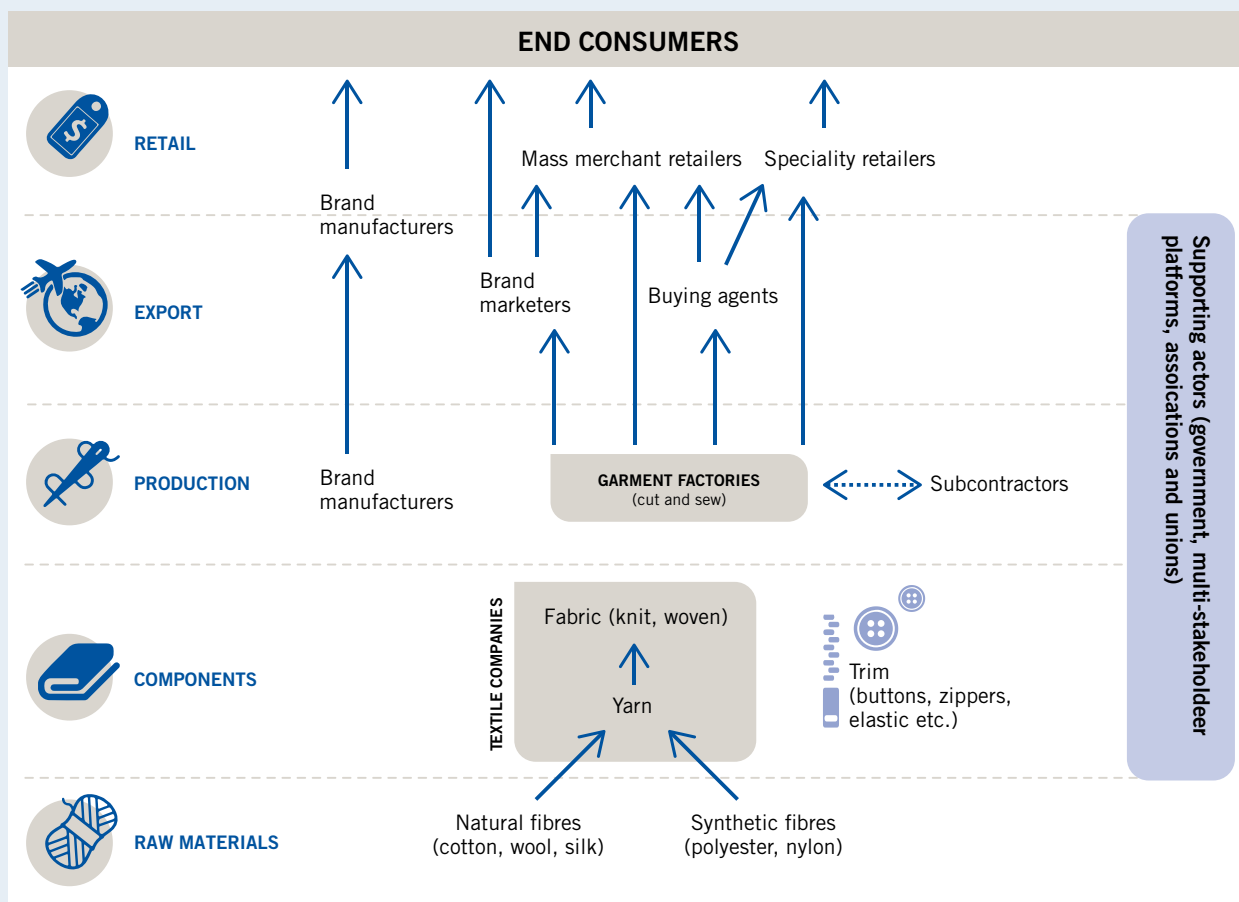 END CONSUMERS
$
RETAIL
Mass merchant retailers
Speciality retailers
Brand
manufacturers
EXPORT
Brand
marketers
Buying agents
PRODUCTION
Brand
manufacturers
GARMENT FACTORIES
(cut and sew)
Subcontractors
COMPONENTS
TEXTILE COMPANIES
Fabric (knit, woven)
Yarn
Trim
(buttons, zippers,
elastic etc.)
RAW MATERIALS
Natural fibres
(cotton, wool, silk)
Synthetic fibres
(polyester, nylon)
Supporting actors (government, multi-stakeholdeer
platforms, assoications and unions)